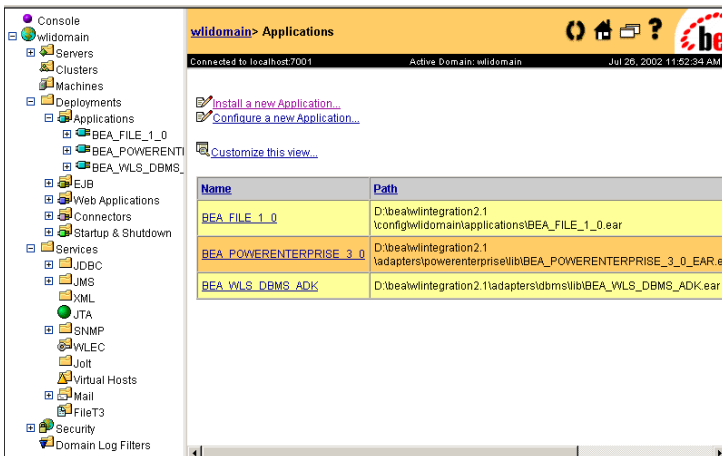 Console
wlidomain
Servers
Clusters
Machines
Deployments
Applications
BEA_FILE_1_0
BEA_POWERENTI
BEA_WLS_DBMS_
EJB
Web Applications
Connectors
Startup & Shutdown
Services
JDBC
JMS
XML
JTA
SNMP
WLEC
Jolt
Virtual Hosts
Mail
FileT3
Security
Domain Log Filters
wlidomain> Applications
?
be
Connected to localhost:7001 Active Domain: wlidomain Jul 26, 2002 11:52:34 AM
Install a new Application...
Configure a new Application...
Customize this view...
Name Path
BEA_FILE_1_0 D:\bea\wlintegration2.1
\config\wlidomain\applications\BEA_FILE_1_0.ear
BEA_POWERENTERPRISE_3_0 D:\bea\wlintegration2.1
\adapters\powerenterprise\lib\BEA_POWERENTERPRISE_3_0_EAR.e
BEA_WLS_DBMS_ADK D:\bea\wlintegration2.1\adapters\dbms\lib\BEA_WLS_DBMS_ADK.ear